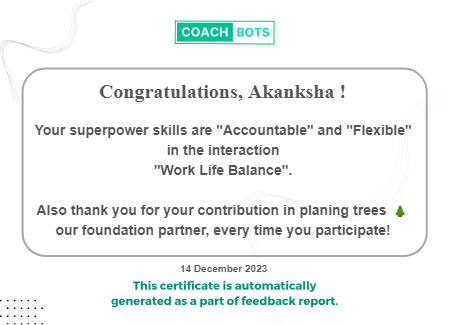 COACH BOTS
Congratulations, Akanksha !
Your superpower skills are "Accountable" and "Flexible"
in the interaction
"Work Life Balance".
Also thank you for your contribution in planing trees 🌲
our foundation partner, every time you participate!
14 December 2023
This certificate is automatically
generated as a part of feedback report.